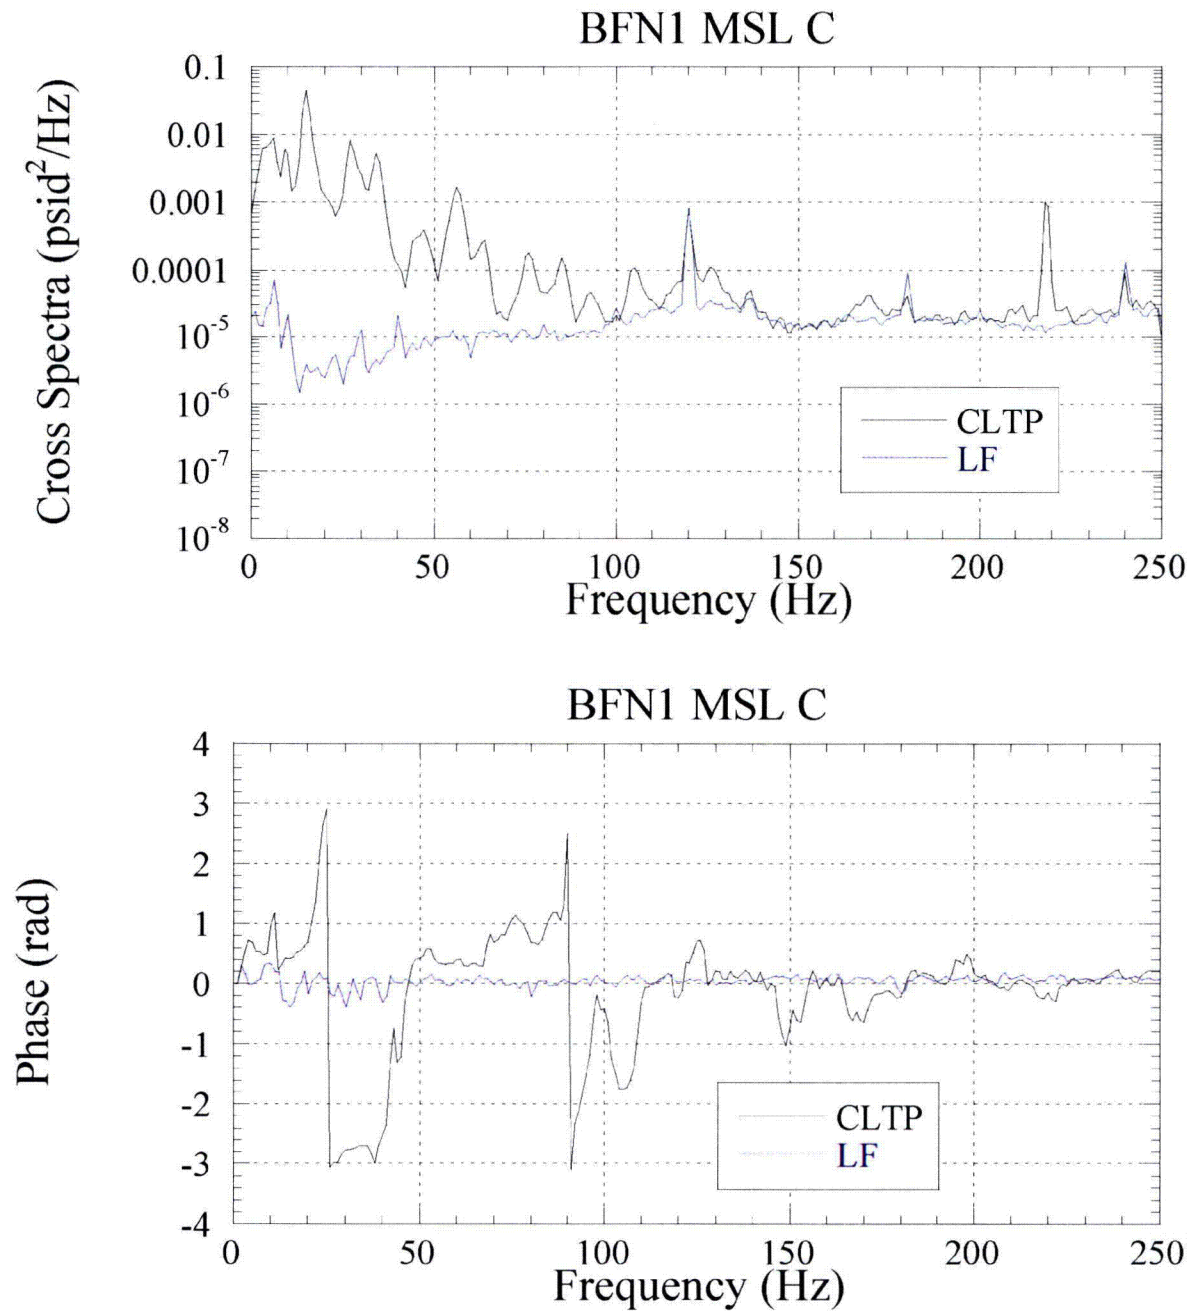 BFN1 MSL C
Cross Spectra (psid²/Hz)
0.1
0.01
0.001
0.0001
10⁻⁵
10⁻⁶
10⁻⁷
10⁻⁸
CLTP
LF
0 50 100 150 200 250
Frequency (Hz)
BFN1 MSL C
Phase (rad)
4
3
2
1
0
-1
-2
-3
-4
CLTP
LF
0 50 100 150 200 250
Frequency (Hz)